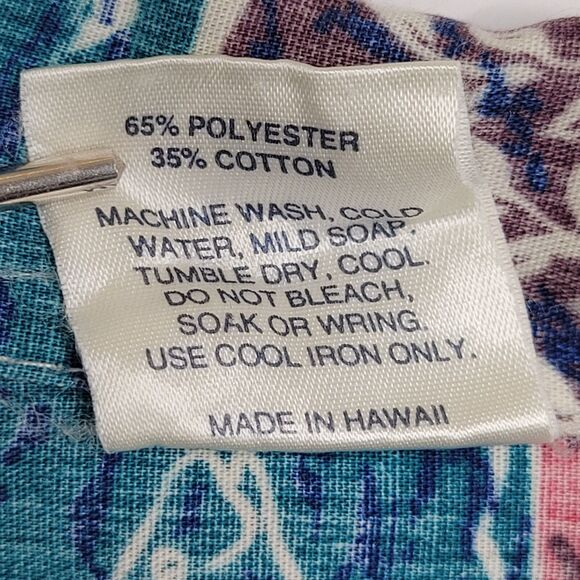 65% POLYESTER
35% COTTON
MACHINE WASH, COLD
WATER, MILD SOAP.
TUMBLE DRY, COOL.
DO NOT BLEACH,
SOAK OR WRING.
USE COOL IRON ONLY.
MADE IN HAWAII